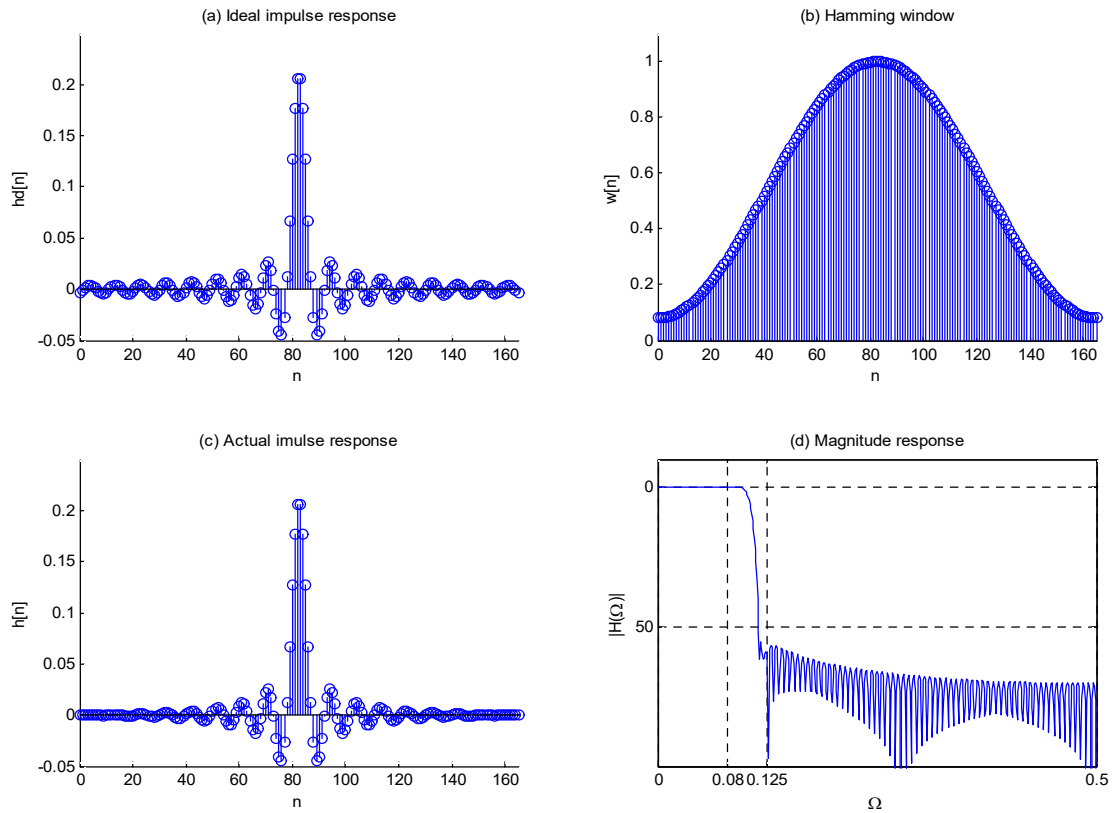 (a) Ideal impulse response
0.2
0.15
0.1
0.05
0
-0.05
hd[n]
0 20 40 60 80 100 120 140 160
n
(b) Hamming window
1
0.8
0.6
0.4
0.2
0
w[n]
0 20 40 60 80 100 120 140 160
n
(c) Actual imulse response
0.2
0.15
0.1
0.05
0
-0.05
h[n]
0 20 40 60 80 100 120 140 160
n
(d) Magnitude response
0
50
|H(Ω)|
0 0.08 0.125 0.5
Ω